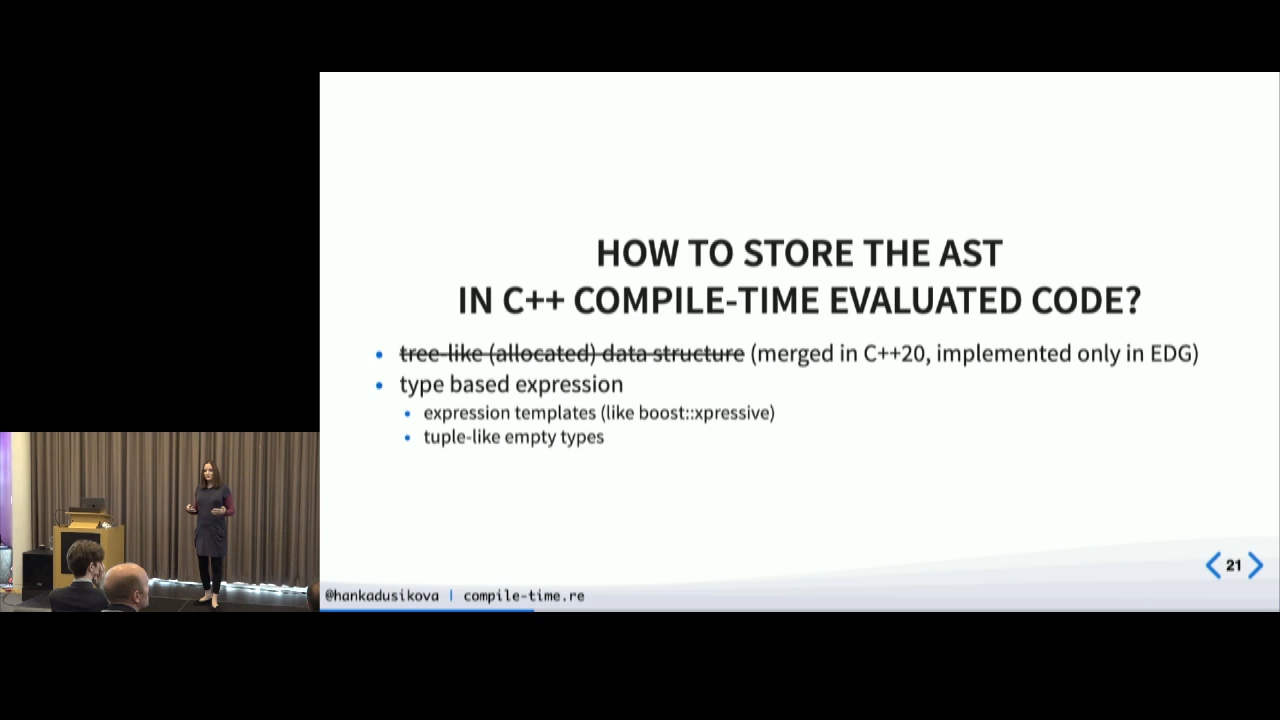 HOW TO STORE THE AST
IN C++ COMPILE-TIME EVALUATED CODE?
tree-like (allocated) data structure (merged in C++20, implemented only in EDG)
type based expression
expression templates (like boost::xpressive)
tuple-like empty types
21
@hankadusikova | compile-time.re